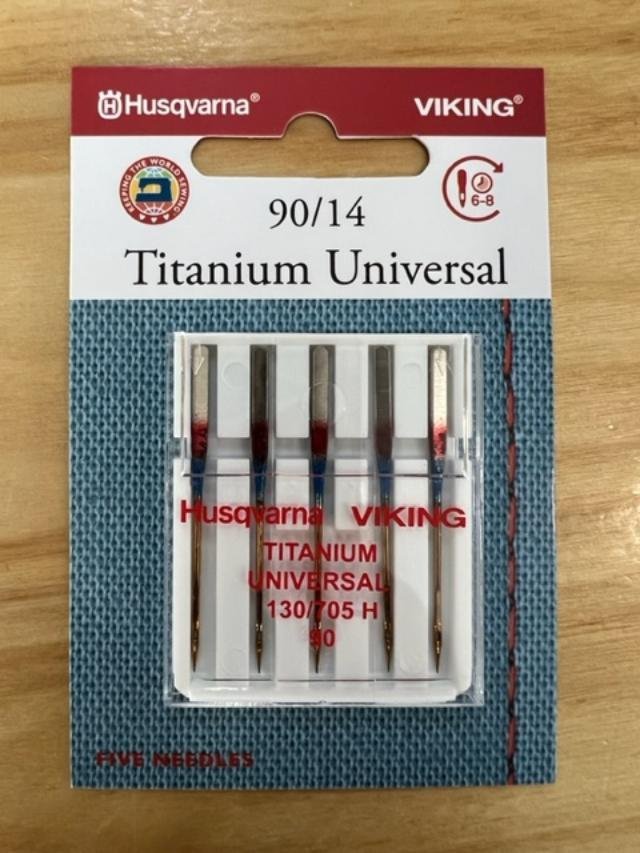 Husqvarna® VIKING®
KEEPING THE WORLD SEWING
90/14
6-8
Titanium Universal
Husqvarna VIKING
TITANIUM
UNIVERSAL
130/705 H
90
FIVE NEEDLES